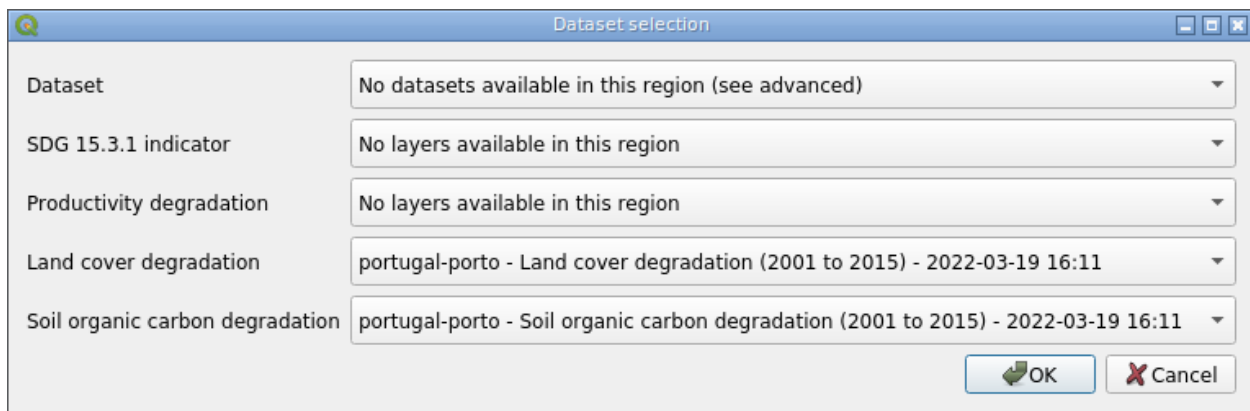 Dataset selection
Dataset No datasets available in this region (see advanced)
SDG 15.3.1 indicator No layers available in this region
Productivity degradation No layers available in this region
Land cover degradation portugal-porto - Land cover degradation (2001 to 2015) - 2022-03-19 16:11
Soil organic carbon degradation portugal-porto - Soil organic carbon degradation (2001 to 2015) - 2022-03-19 16:11
OK Cancel